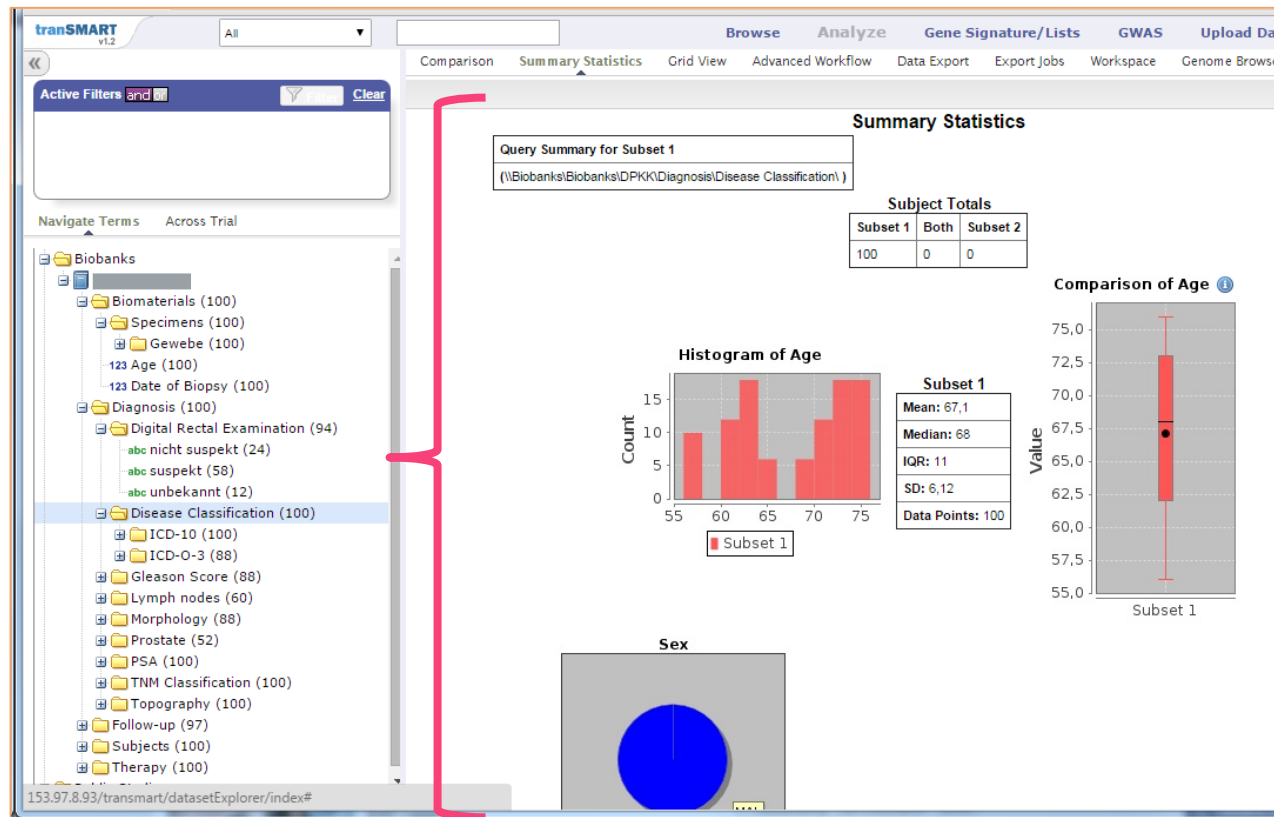 tranSMART
v1.2
All
Browse Analyze Gene Signature/Lists GWAS Upload Da
Comparison Summary Statistics Grid View Advanced Workflow Data Export Export Jobs Workspace Genome Browse
Active Filters and or Filter Clear
Navigate Terms Across Trial
Biobanks
Biomaterials (100)
Specimens (100)
Gewebe (100)
123 Age (100)
123 Date of Biopsy (100)
Diagnosis (100)
Digital Rectal Examination (94)
abc nicht suspekt (24)
abc suspekt (58)
abc unbekannt (12)
Disease Classification (100)
ICD-10 (100)
ICD-O-3 (88)
Gleason Score (88)
Lymph nodes (60)
Morphology (88)
Prostate (52)
PSA (100)
TNM Classification (100)
Topography (100)
Follow-up (97)
Subjects (100)
Therapy (100)
153.97.8.93/transmart/datasetExplorer/index#
Summary Statistics
Query Summary for Subset 1
(\\Biobanks\Biobanks\DPKK\Diagnosis\Disease Classification\ )
Subject Totals
Subset 1 Both Subset 2
100 0 0
Histogram of Age
Count
15
10
5
0
55 60 65 70 75
Subset 1
Subset 1
Mean: 67,1
Median: 68
IQR: 11
SD: 6,12
Data Points: 100
Comparison of Age
Value
75,0
72,5
70,0
67,5
65,0
62,5
60,0
57,5
55,0
Subset 1
Sex